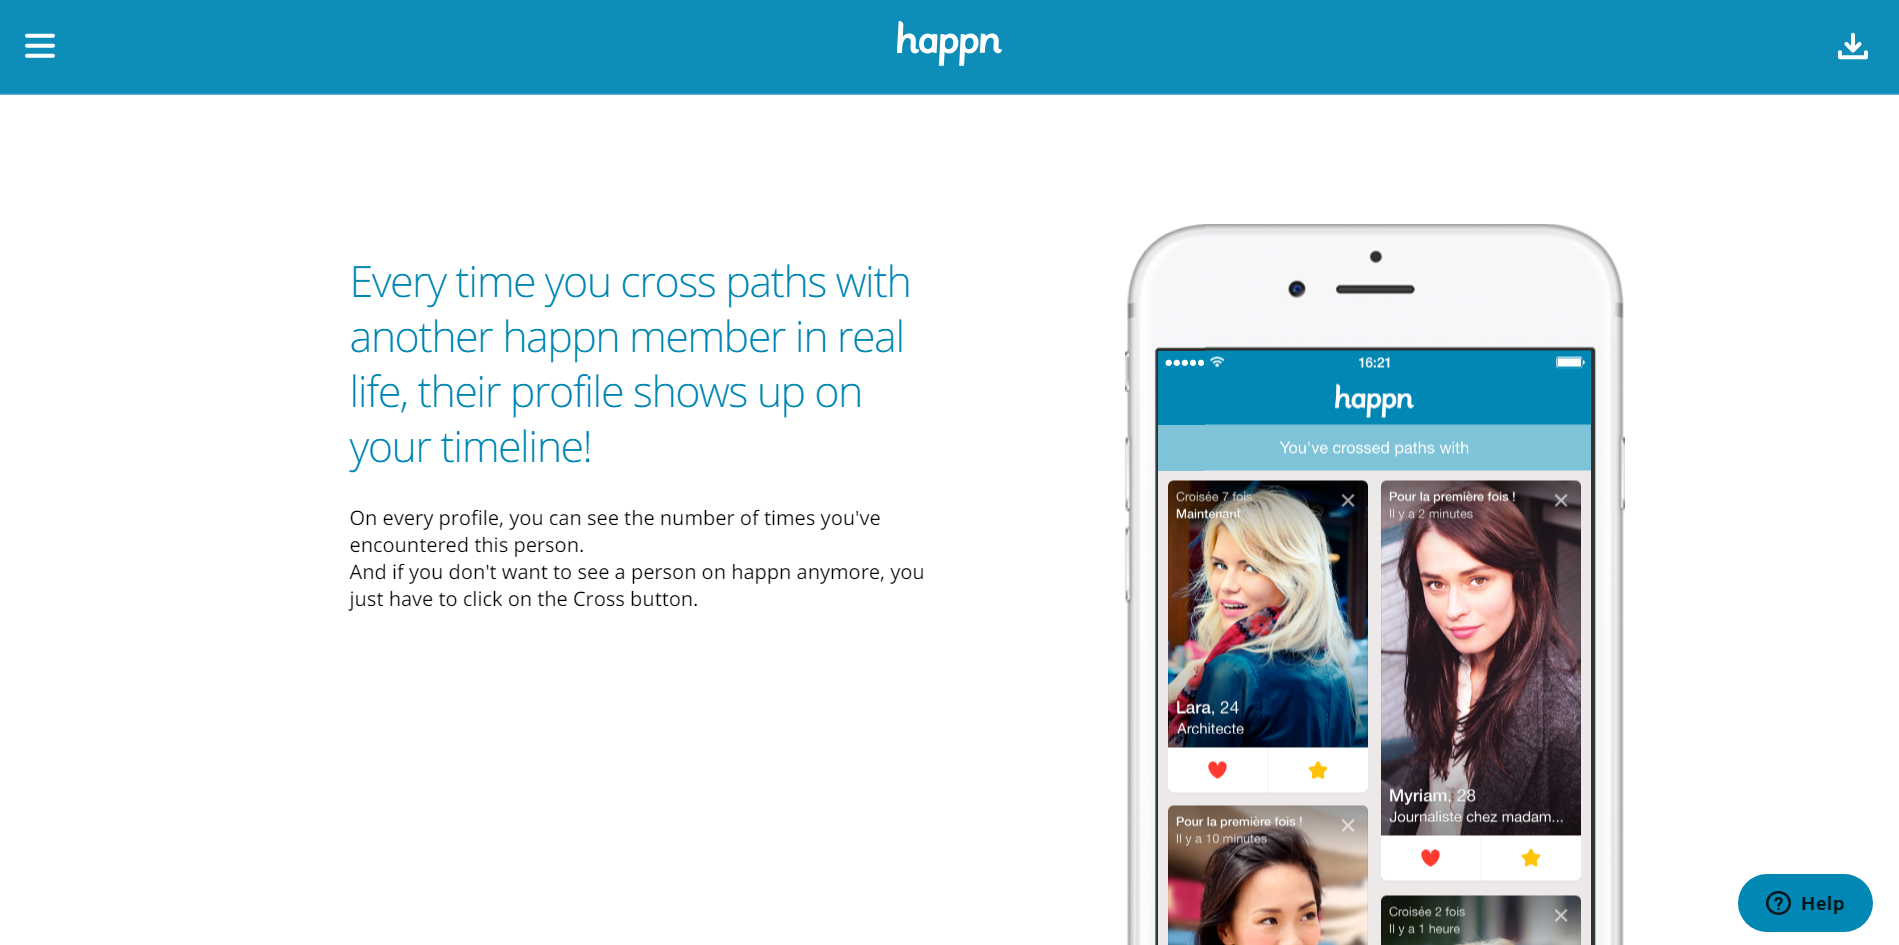 happn
Every time you cross paths with
another happn member in real
life, their profile shows up on
your timeline!
On every profile, you can see the number of times you've
encountered this person.
And if you don't want to see a person on happn anymore, you
just have to click on the Cross button.
16:21
happn
You've crossed paths with
Croisée 7 fois
Maintenant
Lara, 24
Architecte
Pour la première fois !
Il y a 2 minutes
Myriam, 28
Journaliste chez madam...
Pour la première fois !
Il y a 10 minutes
Croisée 2 fois
Il y a 1 heure
Help